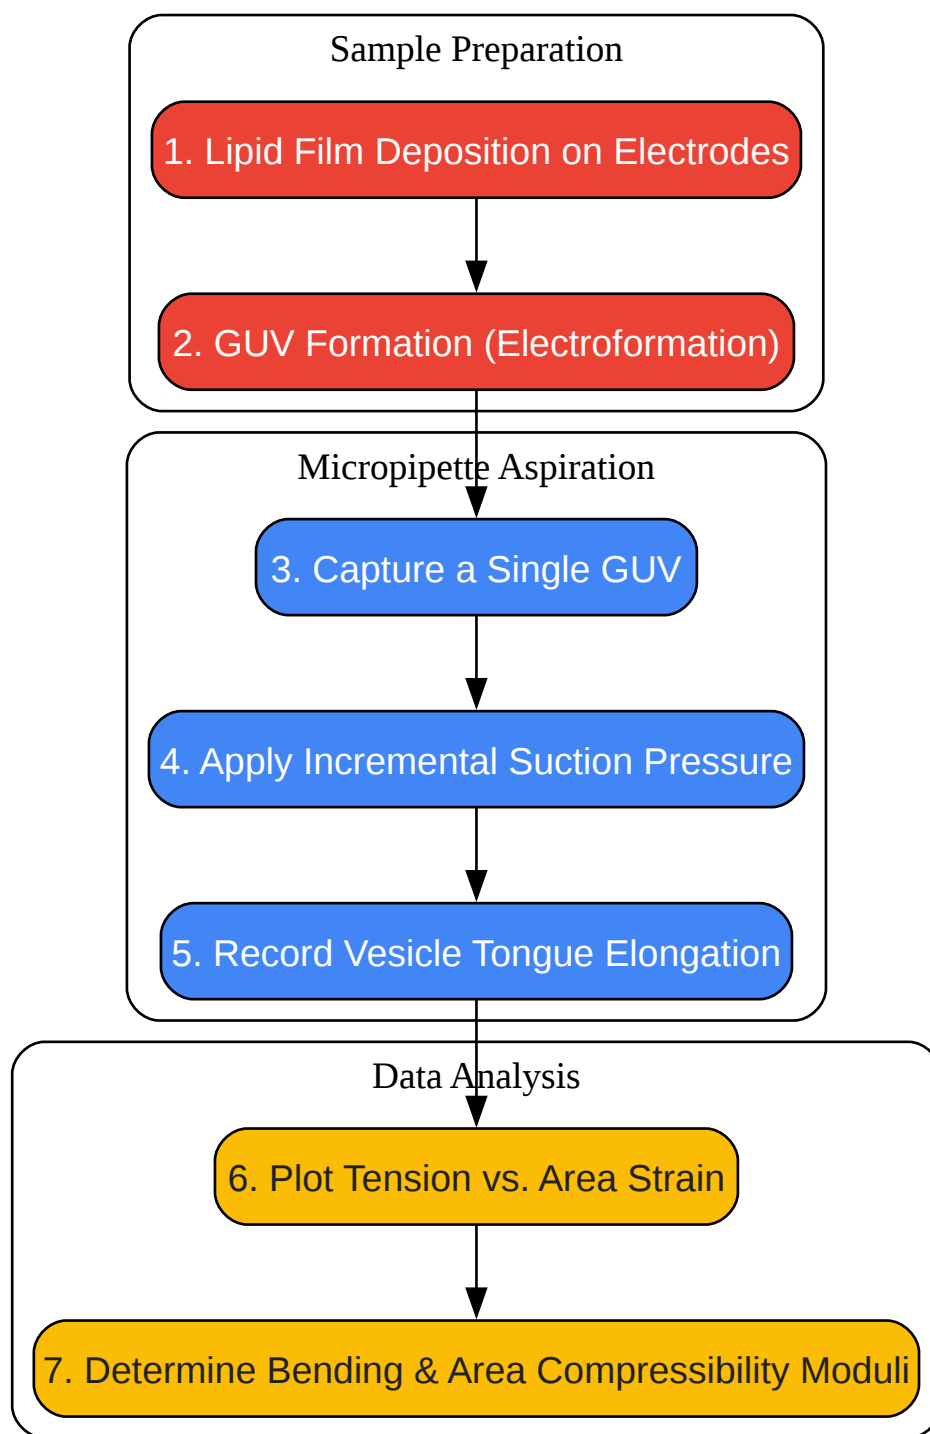 Sample Preparation
1. Lipid Film Deposition on Electrodes
2. GUV Formation (Electroformation)
Micropipette Aspiration
3. Capture a Single GUV
4. Apply Incremental Suction Pressure
5. Record Vesicle Tongue Elongation
Data Analysis
6. Plot Tension vs. Area Strain
7. Determine Bending & Area Compressibility Moduli